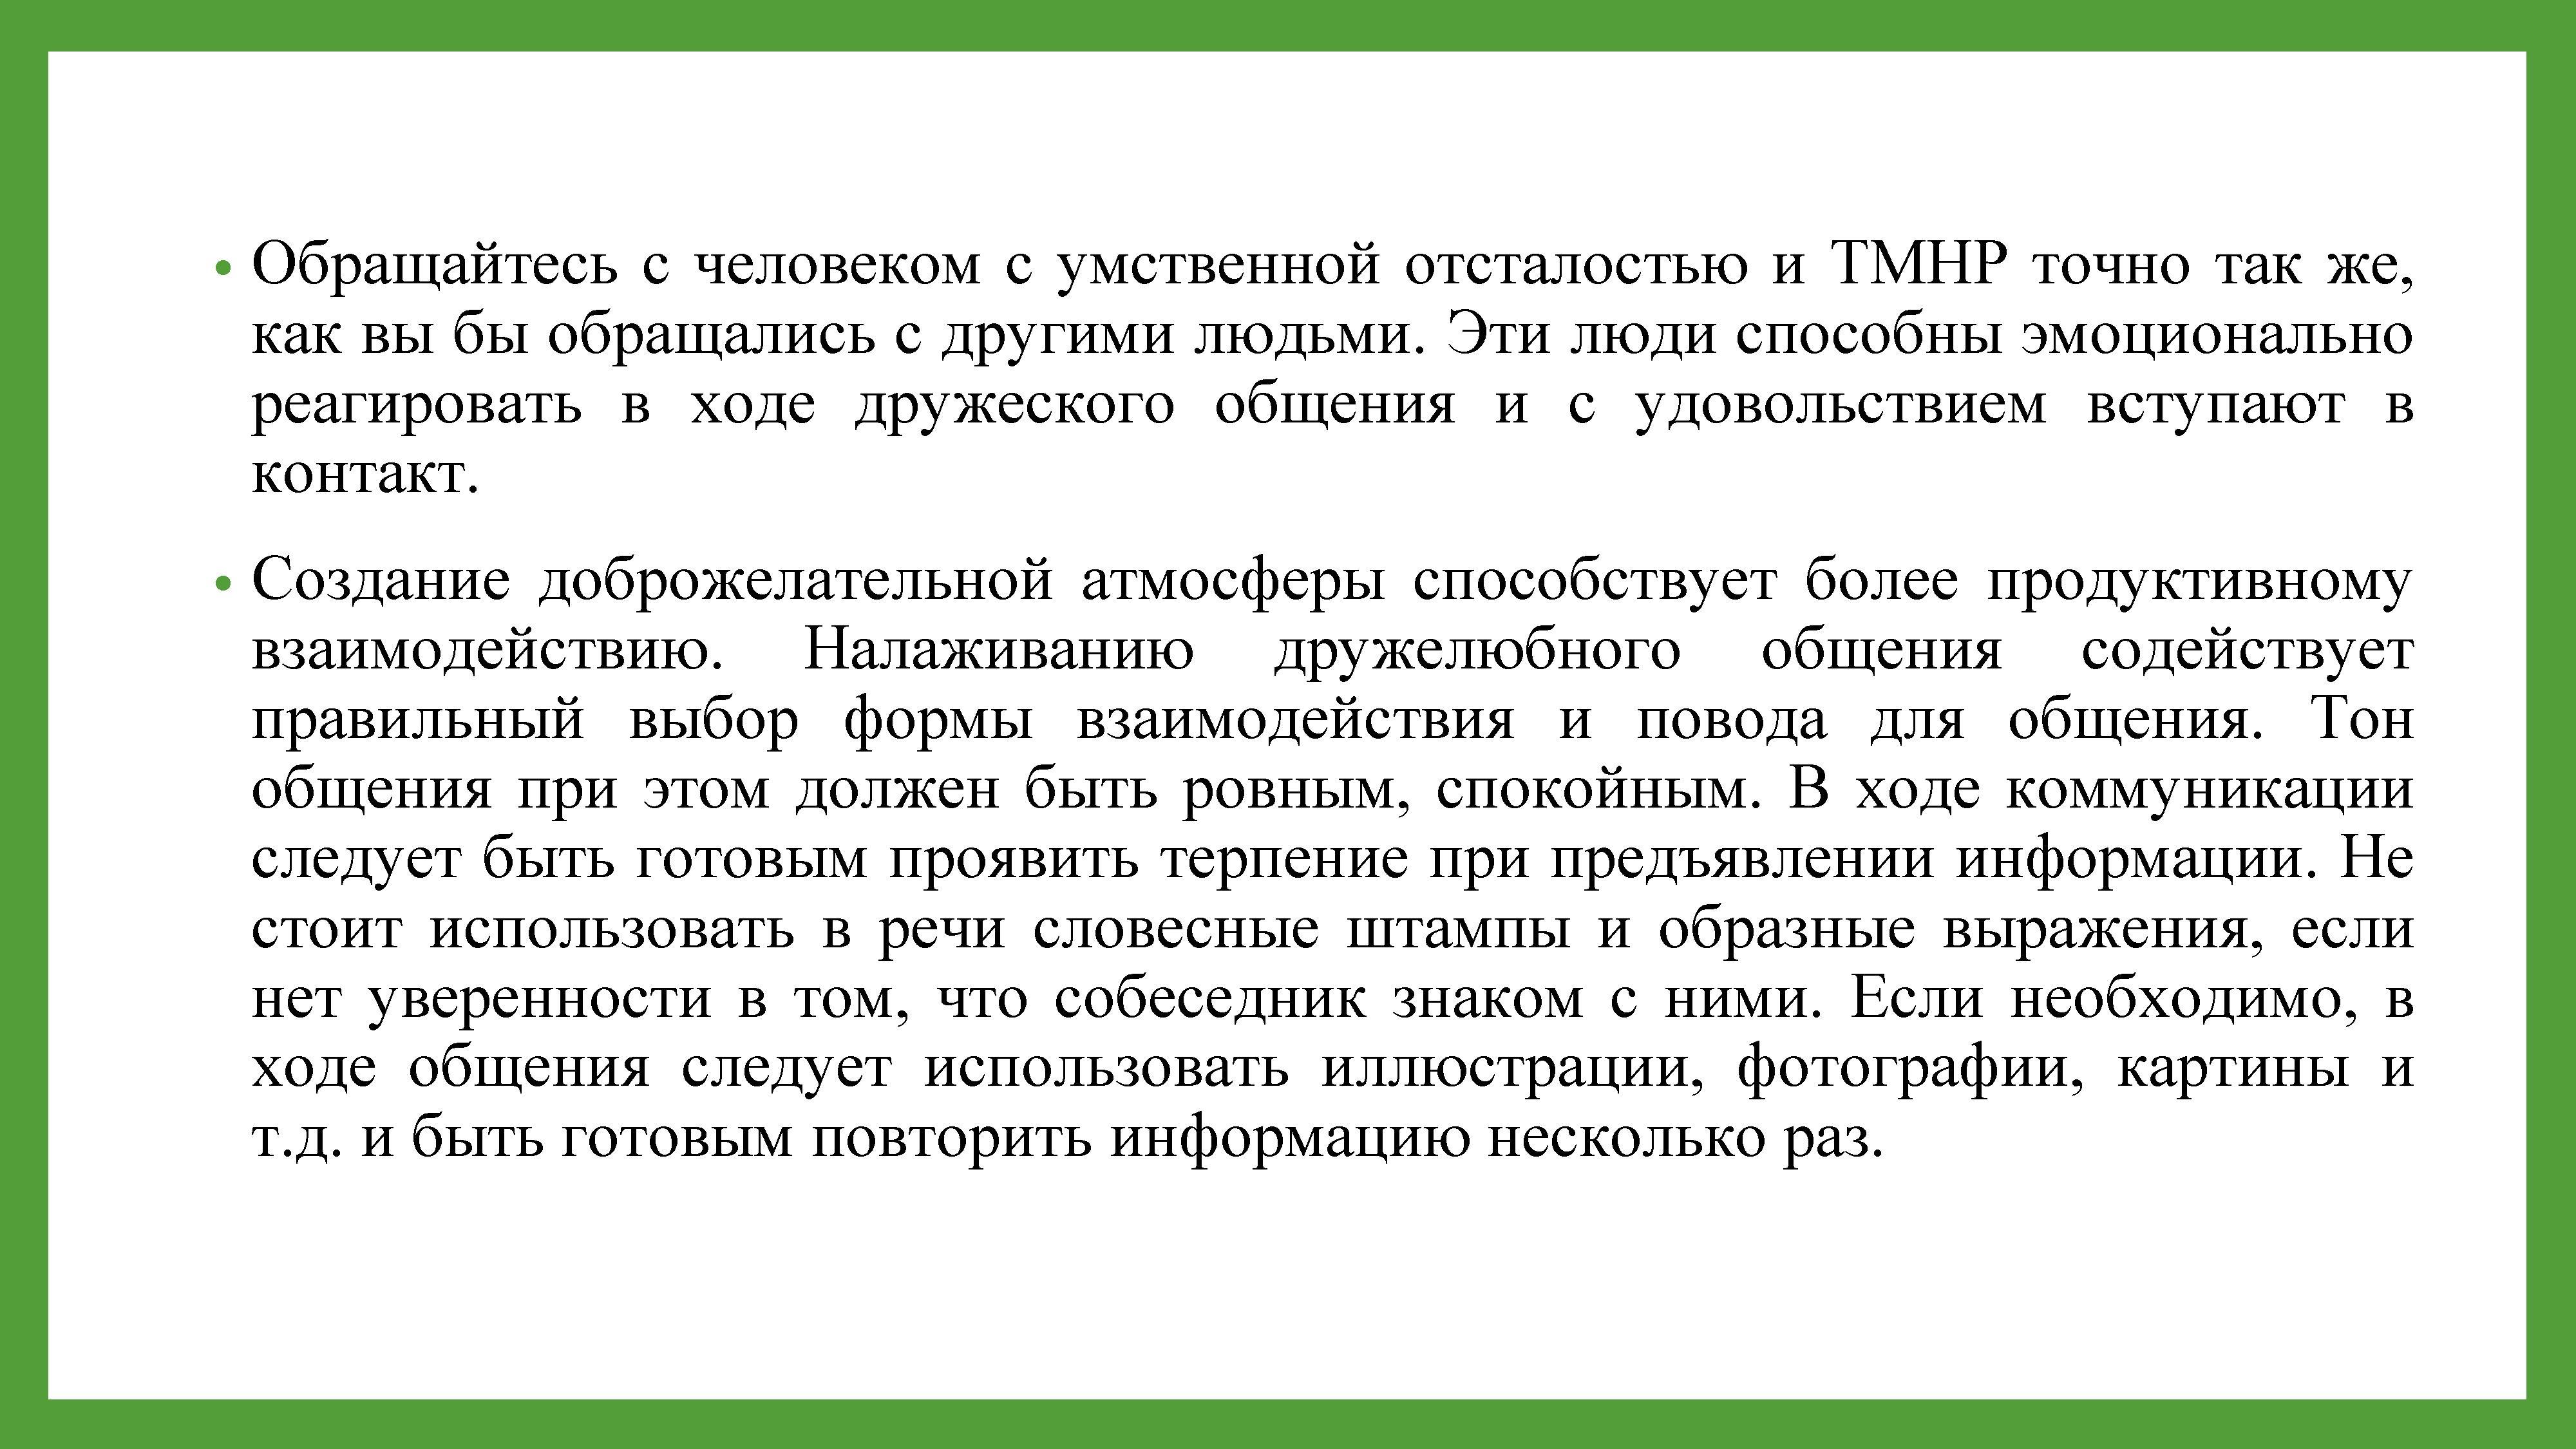 • Обращайтесь с человеком с умственной отсталостью и ТМНР точно так же,
как вы бы обращались с другими людьми. Эти люди способны эмоционально
реагировать в ходе дружеского общения и с удовольствием вступают в
контакт.
• Создание доброжелательной атмосферы способствует более продуктивному
взаимодействию. Налаживанию дружелюбного общения содействует
правильный выбор формы взаимодействия и повода для общения. Тон
общения при этом должен быть ровным, спокойным. В ходе коммуникации
следует быть готовым проявить терпение при предъявлении информации. Не
стоит использовать в речи словесные штампы и образные выражения, если
нет уверенности в том, что собеседник знаком с ними. Если необходимо, в
ходе общения следует использовать иллюстрации, фотографии, картины и
т.д. и быть готовым повторить информацию несколько раз.